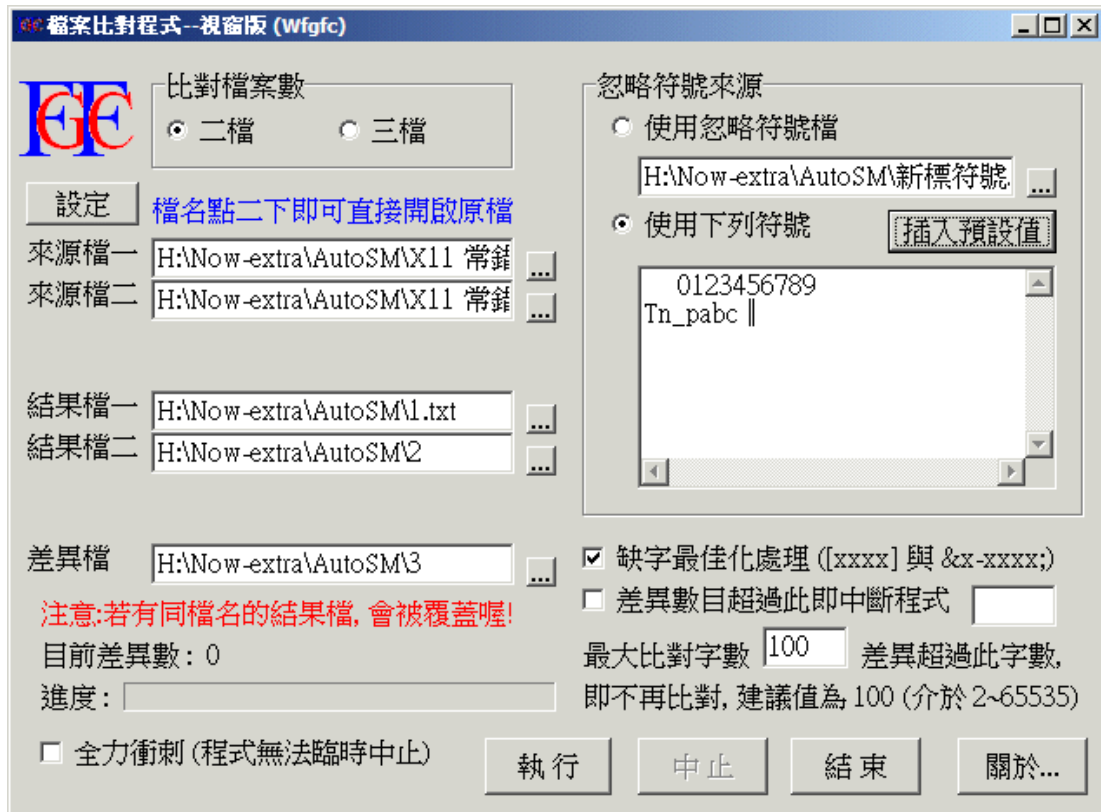 檔案比對程式--視窗版 (Wfgfc)
FGFC
比對檔案數
二檔
三檔
設定
檔名點二下即可直接開啟原檔
來源檔一 H:\Now-extra\AutoSM\X11 常錯 ...
來源檔二 H:\Now-extra\AutoSM\X11 常錯 ...
結果檔一 H:\Now-extra\AutoSM\1.txt ...
結果檔二 H:\Now-extra\AutoSM\2 ...
差異檔 H:\Now-extra\AutoSM\3 ...
注意:若有同檔名的結果檔, 會被覆蓋喔!
目前差異數: 0
進度:
全力衝刺 (程式無法臨時中止)
忽略符號來源
使用忽略符號檔
H:\Now-extra\AutoSM\新標符號. ...
使用下列符號 插入預設值
0123456789
Tn_pabc ‖
缺字最佳化處理 ([xxxx] 與 &x-xxxx;)
差異數目超過此即中斷程式
最大比對字數 100 差異超過此字數,
即不再比對, 建議值為 100 (介於 2~65535)
執行 中止 結束 關於...